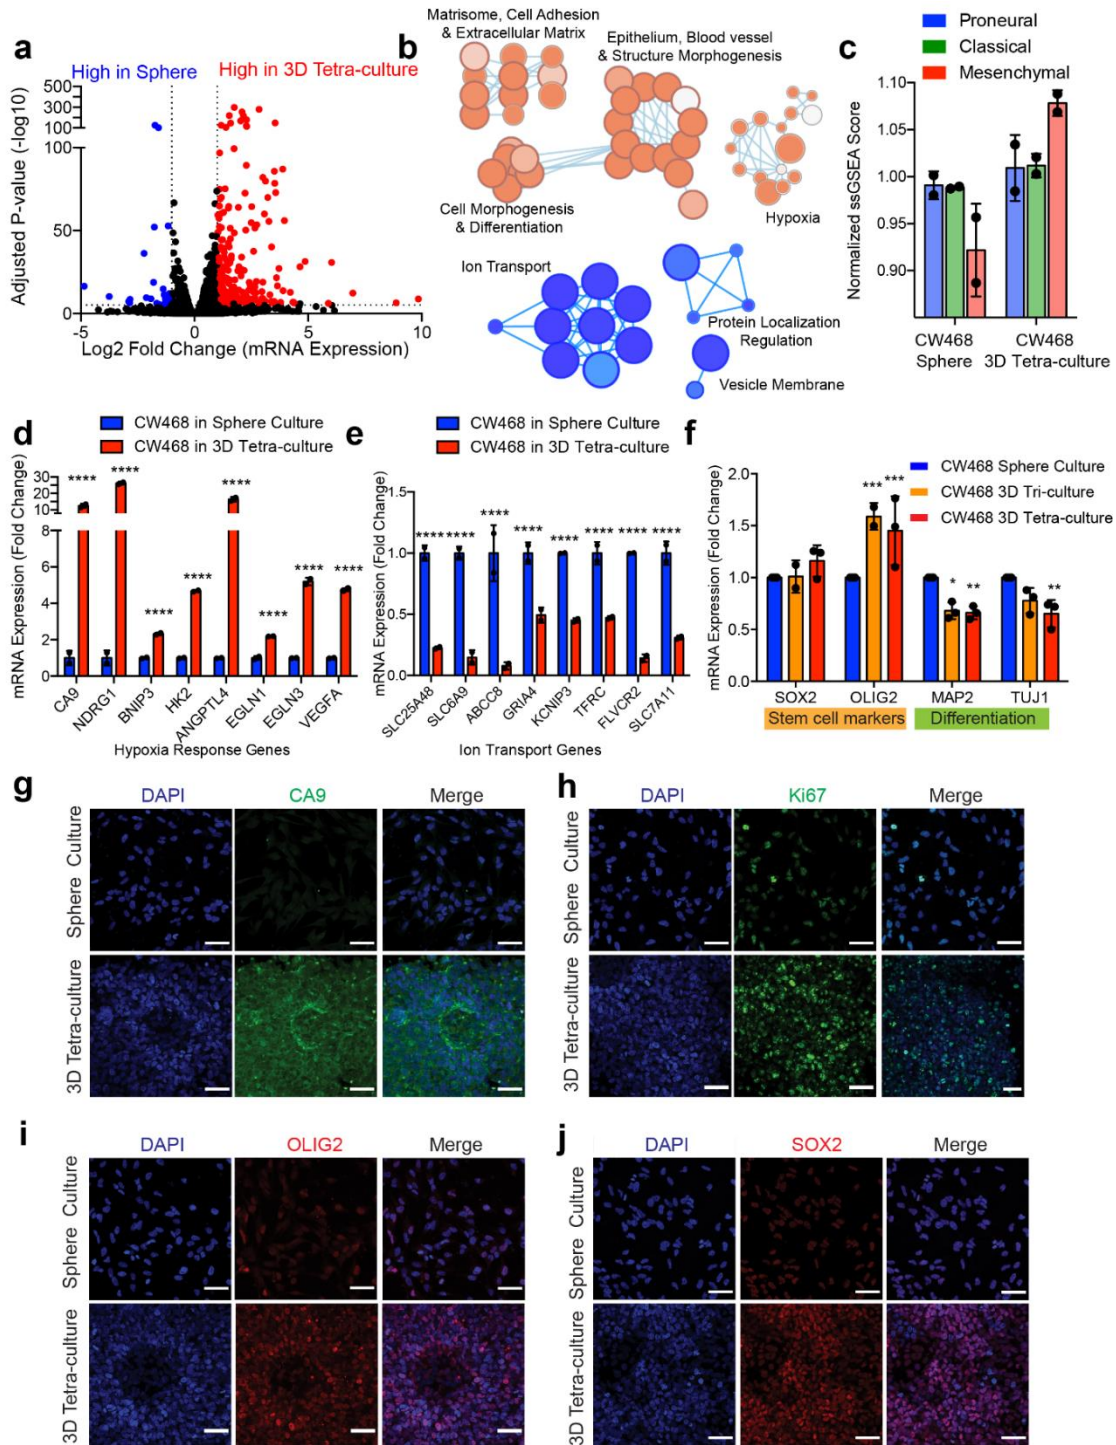 a
High in Sphere
High in 3D Tetra-culture
Adjusted P-value (-log10)
500
300
100
100
50
0
-5
0
5
10
Log2 Fold Change (mRNA Expression)
b
Matrisome, Cell Adhesion
& Extracellular Matrix
Epithelium, Blood vessel
& Structure Morphogenesis
Cell Morphogenesis
& Differentiation
Hypoxia
Ion Transport
Protein Localization
Regulation
Vesicle Membrane
c
Proneural
Classical
Mesenchymal
Normalized ssGSEA Score
1.10
1.05
1.00
0.95
0.90
CW468
Sphere
CW468
3D Tetra-culture
d
CW468 in Sphere Culture
CW468 in 3D Tetra-culture
mRNA Expression (Fold Change)
30
25
20
15
10
8
6
4
2
0
****
****
****
****
****
****
****
****
CA9
NDRG1
BNIP3
HK2
ANGPTL4
EGLN1
EGLN3
VEGFA
Hypoxia Response Genes
e
CW468 in Sphere Culture
CW468 in 3D Tetra-culture
mRNA Expression (Fold Change)
1.5
1.0
0.5
0.0
****
****
****
****
****
****
****
****
SLC25A48
SLC6A9
ABCC8
GRIA4
KCNIP3
TFRC
FLVCR2
SLC7A11
Ion Transport Genes
f
CW468 Sphere Culture
CW468 3D Tri-culture
CW468 3D Tetra-culture
mRNA Expression (Fold Change)
2.0
1.5
1.0
0.5
0.0
***
***
*
**
**
SOX2
OLIG2
MAP2
TUJ1
Stem cell markers
Differentiation
g
DAPI
CA9
Merge
Sphere Culture
3D Tetra-culture
h
DAPI
Ki67
Merge
Sphere Culture
3D Tetra-culture
i
DAPI
OLIG2
Merge
Sphere Culture
3D Tetra-culture
j
DAPI
SOX2
Merge
Sphere Culture
3D Tetra-culture